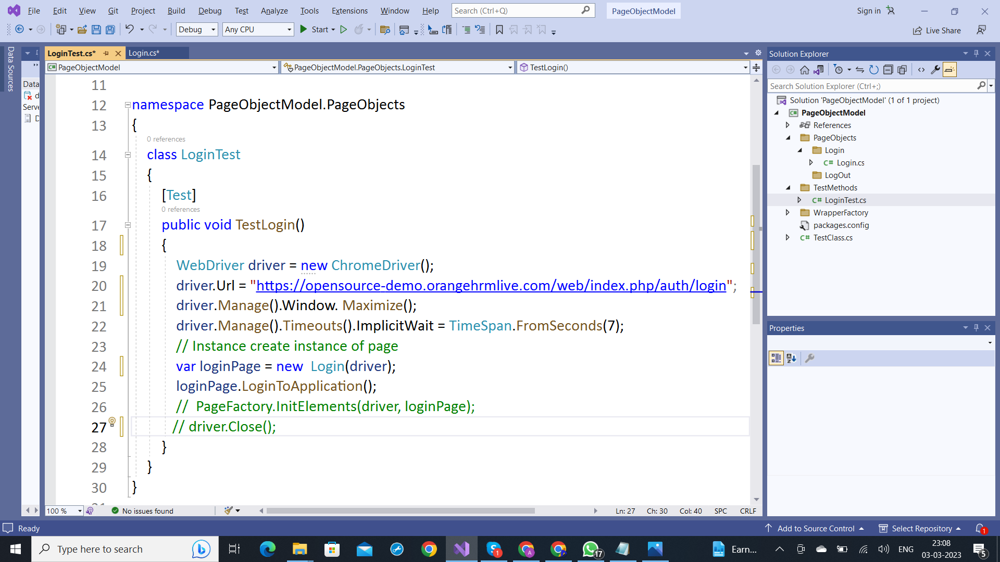 File Edit View Git Project Build Debug Test Analyze Tools Extensions Window Help Search (Ctrl+Q) PageObjectModel Sign in
Debug Any CPU Start Live Share
Data Sources
LoginTest.cs* Login.cs*
PageObjectModel PageObjectModel.PageObjects.LoginTest TestLogin()
Data
d
Serve
D
11
12 namespace PageObjectModel.PageObjects
13 {
0 references
14 class LoginTest
15 {
16 [Test]
0 references
17 public void TestLogin()
18 {
19 WebDriver driver = new ChromeDriver();
20 driver.Url = "https://opensource-demo.orangehrmlive.com/web/index.php/auth/login";
21 driver.Manage().Window. Maximize();
22 driver.Manage().Timeouts().ImplicitWait = TimeSpan.FromSeconds(7);
23 // Instance create instance of page
24 var loginPage = new  Login(driver);
25 loginPage.LoginToApplication();
26 //  PageFactory.InitElements(driver, loginPage);
27 // driver.Close();
28 }
29 }
30 }
100 % No issues found Ln: 27 Ch: 30 Col: 40 SPC CRLF
Solution Explorer
Search Solution Explorer (Ctrl+;)
Solution 'PageObjectModel' (1 of 1 project)
C# PageObjectModel
References
PageObjects
Login
C# Login.cs
LogOut
TestMethods
C# LoginTest.cs
WrapperFactory
packages.config
C# TestClass.cs
Properties
Ready Add to Source Control Select Repository 1
Type here to search 1 A 17 Earn... ENG 23:08 5
03-03-2023